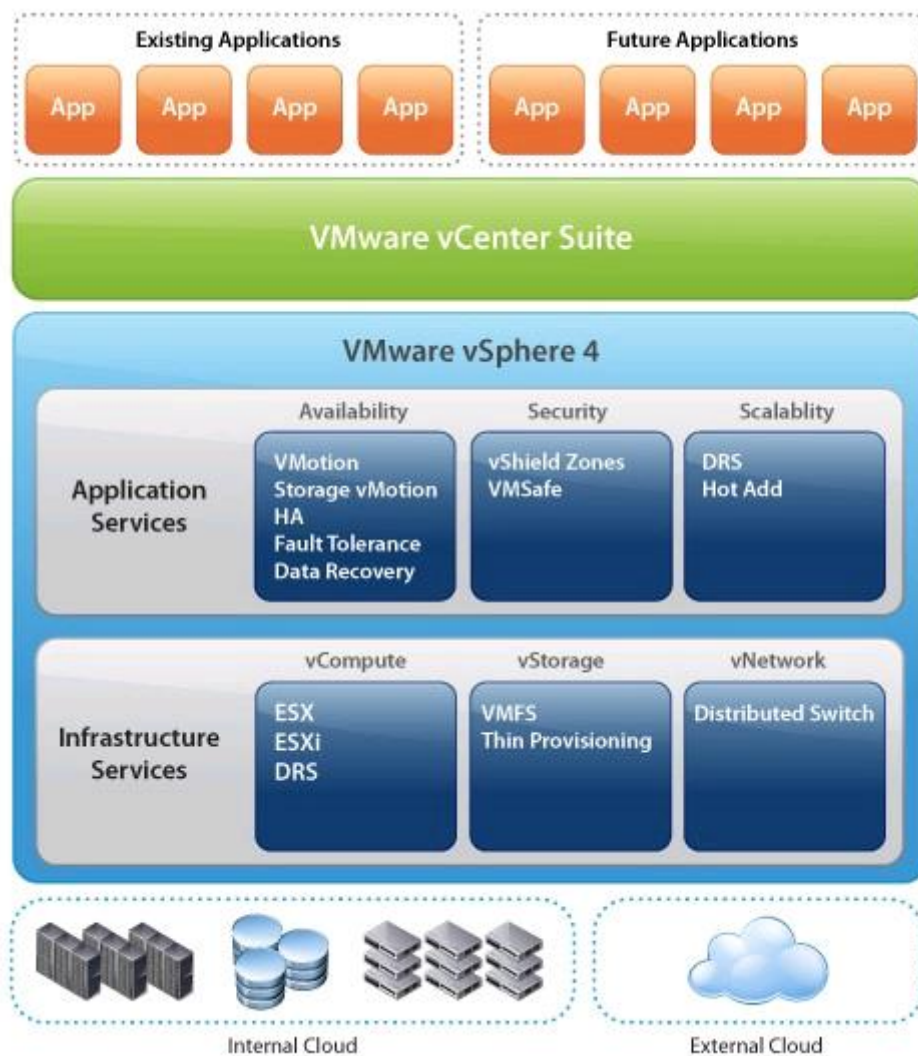 Existing Applications
Future Applications
App App App App
App App App App
VMware vCenter Suite
VMware vSphere 4
Application
Services
Availability
VMotion
Storage vMotion
HA
Fault Tolerance
Data Recovery
Security
vShield Zones
VMSafe
Scalablity
DRS
Hot Add
Infrastructure
Services
vCompute
ESX
ESXi
DRS
vStorage
VMFS
Thin Provisioning
vNetwork
Distributed Switch
Internal Cloud
External Cloud